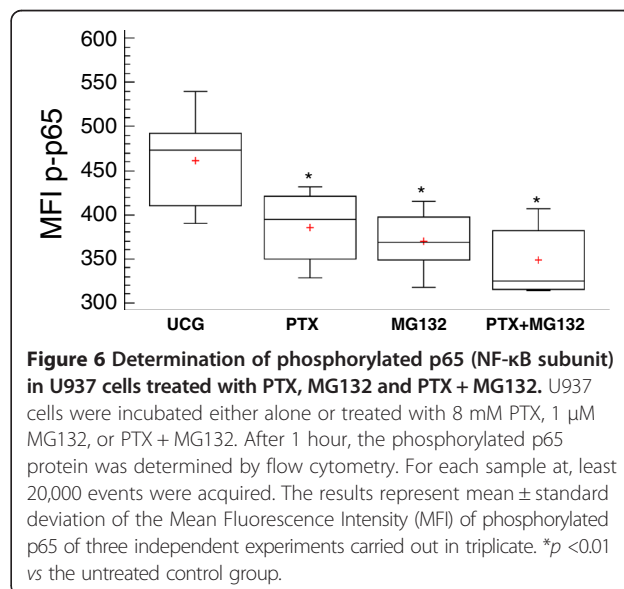 600
550
500
450
400
350
300
MFI p-p65
* * *
UCG PTX MG132 PTX+MG132
Figure 6 Determination of phosphorylated p65 (NF-κB subunit)
in U937 cells treated with PTX, MG132 and PTX + MG132. U937
cells were incubated either alone or treated with 8 mM PTX, 1 μM
MG132, or PTX + MG132. After 1 hour, the phosphorylated p65
protein was determined by flow cytometry. For each sample at, least
20,000 events were acquired. The results represent mean ± standard
deviation of the Mean Fluorescence Intensity (MFI) of phosphorylated
p65 of three independent experiments carried out in triplicate. *p <0.01
vs the untreated control group.